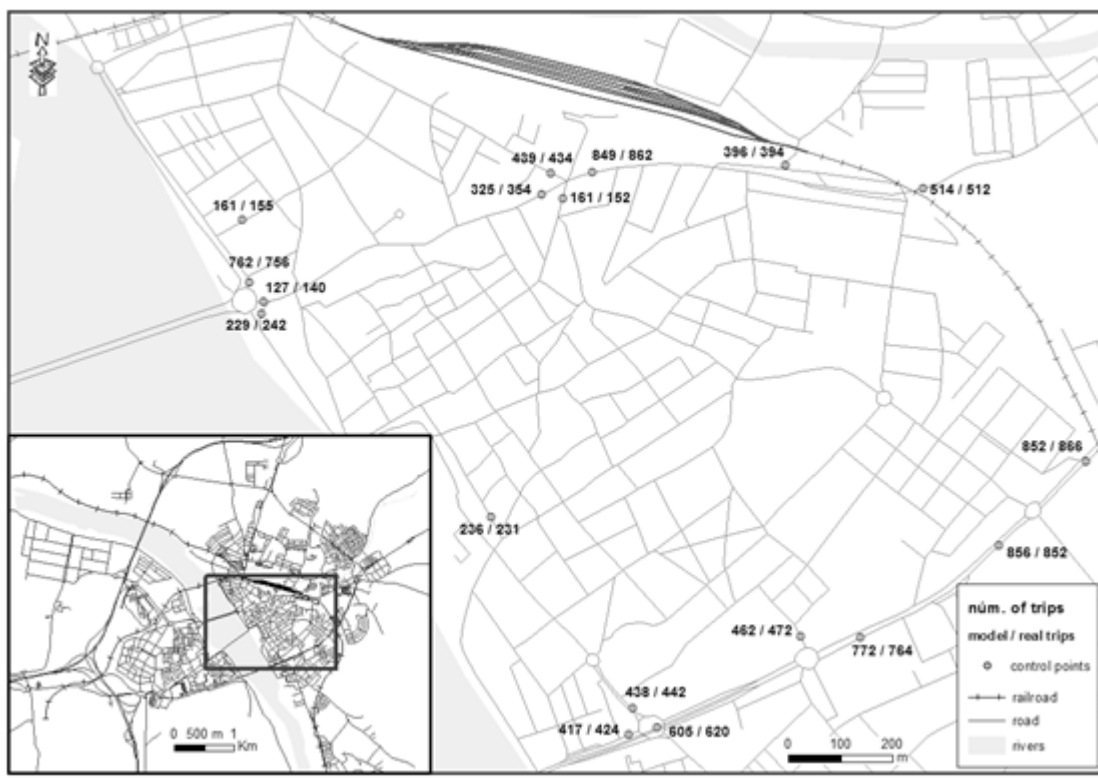 N
439 / 434
849 / 862
396 / 394
325 / 354
161 / 152
514 / 512
161 / 155
762 / 756
127 / 140
229 / 242
852 / 866
236 / 231
856 / 852
462 / 472
772 / 764
438 / 442
417 / 424
605 / 620
núm. of trips
model / real trips
control points
railroad
road
rivers
0 500 m 1
Km
0 100 200
m